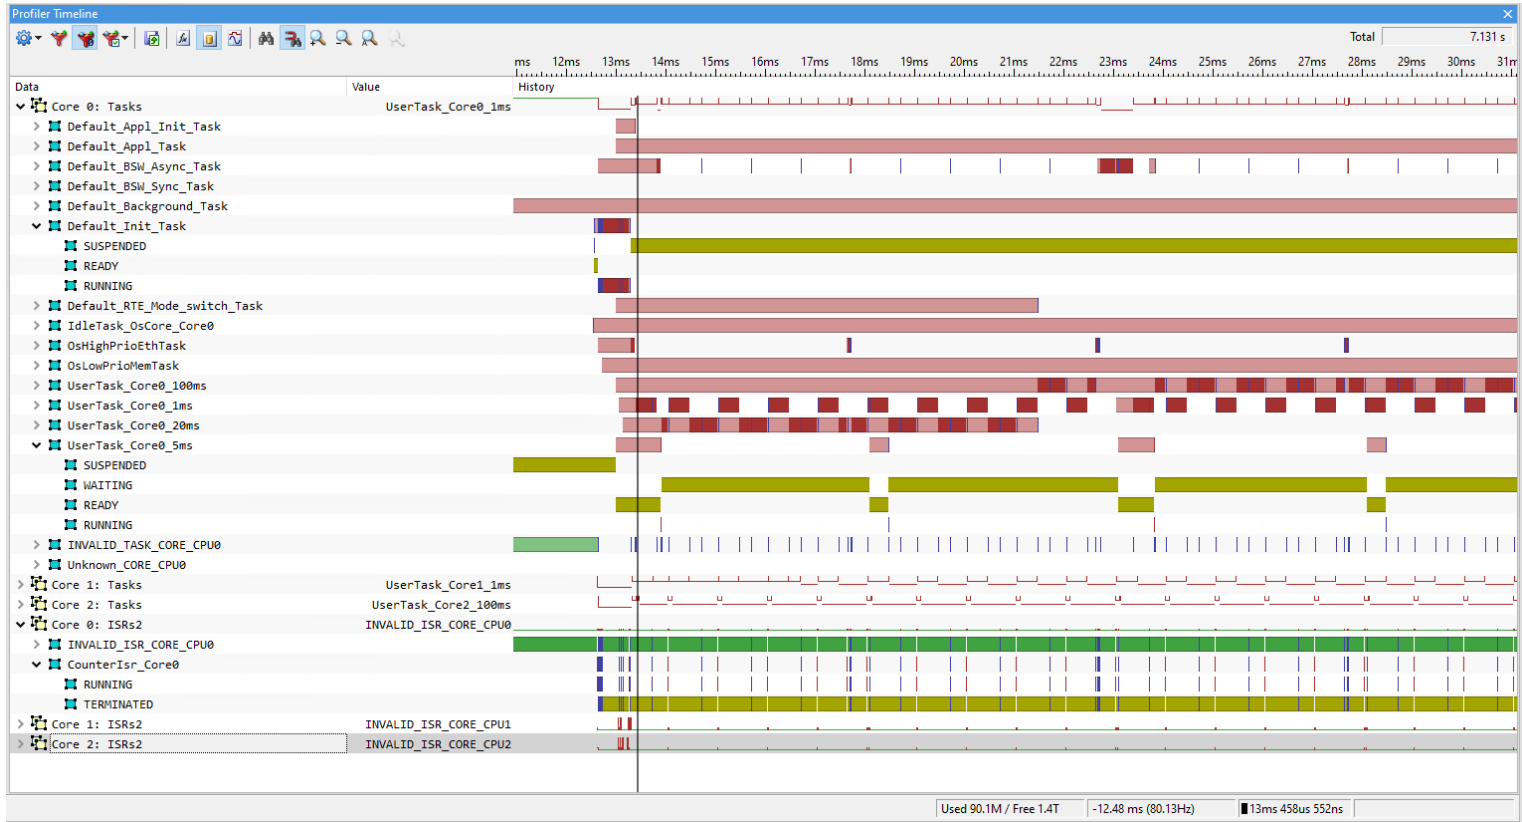 Profiler Timeline
Total 7.131 s
ms 12ms 13ms 14ms 15ms 16ms 17ms 18ms 19ms 20ms 21ms 22ms 23ms 24ms 25ms 26ms 27ms 28ms 29ms 30ms 31m
Data Value History
Core 0: Tasks UserTask_Core0_1ms
Default_Appl_Init_Task
Default_Appl_Task
Default_BSW_Async_Task
Default_BSW_Sync_Task
Default_Background_Task
Default_Init_Task
SUSPENDED
READY
RUNNING
Default_RTE_Mode_switch_Task
IdleTask_OsCore_Core0
OsHighPrioEthTask
OsLowPrioMemTask
UserTask_Core0_100ms
UserTask_Core0_1ms
UserTask_Core0_20ms
UserTask_Core0_5ms
SUSPENDED
WAITING
READY
RUNNING
INVALID_TASK_CORE_CPU0
Unknown_CORE_CPU0
Core 1: Tasks UserTask_Core1_1ms
Core 2: Tasks UserTask_Core2_100ms
Core 0: ISRs2 INVALID_ISR_CORE_CPU0
INVALID_ISR_CORE_CPU0
CounterIsr_Core0
RUNNING
TERMINATED
Core 1: ISRs2 INVALID_ISR_CORE_CPU1
Core 2: ISRs2 INVALID_ISR_CORE_CPU2
Used 90.1M / Free 1.4T -12.48 ms (80.13Hz) 13ms 458us 552ns